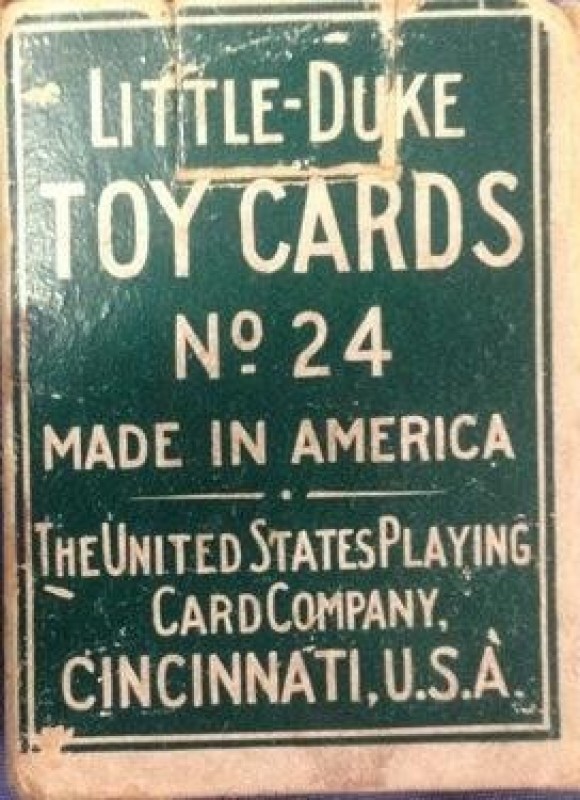 LITTLE-DUKE
TOY CARDS
Nº 24
MADE IN AMERICA
THE UNITED STATES PLAYING
CARD COMPANY,
CINCINNATI, U.S.A.